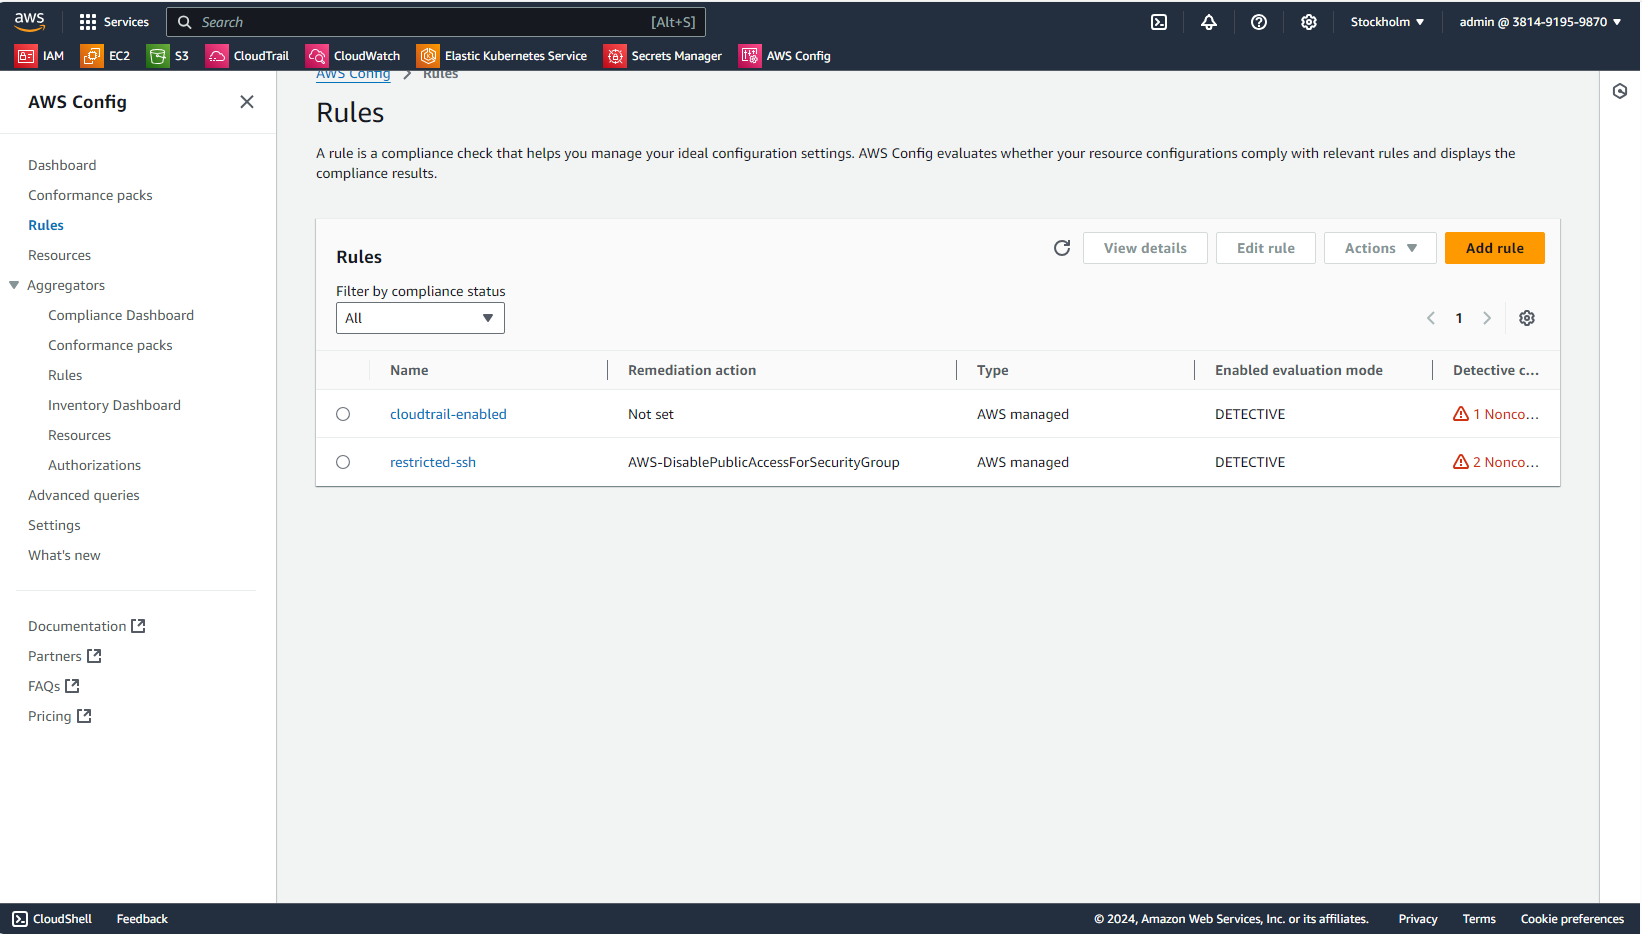 aws Services Search [Alt+S] Stockholm admin @ 3814-9195-9870
IAM EC2 S3 CloudTrail CloudWatch Elastic Kubernetes Service Secrets Manager AWS Config
AWS Config
Dashboard
Conformance packs
Rules
Resources
Aggregators
Compliance Dashboard
Conformance packs
Rules
Inventory Dashboard
Resources
Authorizations
Advanced queries
Settings
What's new
Documentation
Partners
FAQs
Pricing
AWS Config > Rules
Rules
A rule is a compliance check that helps you manage your ideal configuration settings. AWS Config evaluates whether your resource configurations comply with relevant rules and displays the
compliance results.
Rules
View details Edit rule Actions Add rule
Filter by compliance status
All
1
Name Remediation action Type Enabled evaluation mode Detective c...
cloudtrail-enabled Not set AWS managed DETECTIVE 1 Nonco...
restricted-ssh AWS-DisablePublicAccessForSecurityGroup AWS managed DETECTIVE 2 Nonco...
CloudShell Feedback © 2024, Amazon Web Services, Inc. or its affiliates. Privacy Terms Cookie preferences